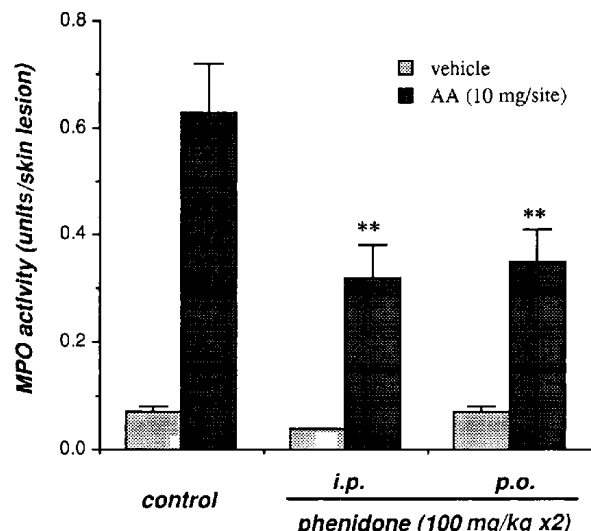 0.8
vehicle
AA (10 mg/site)
0.6
**
**
0.4
0.2
0.0
MPO activity (units/skin lesion)
control
i.p.
p.o.
phenidone (100 mg/kg x2)